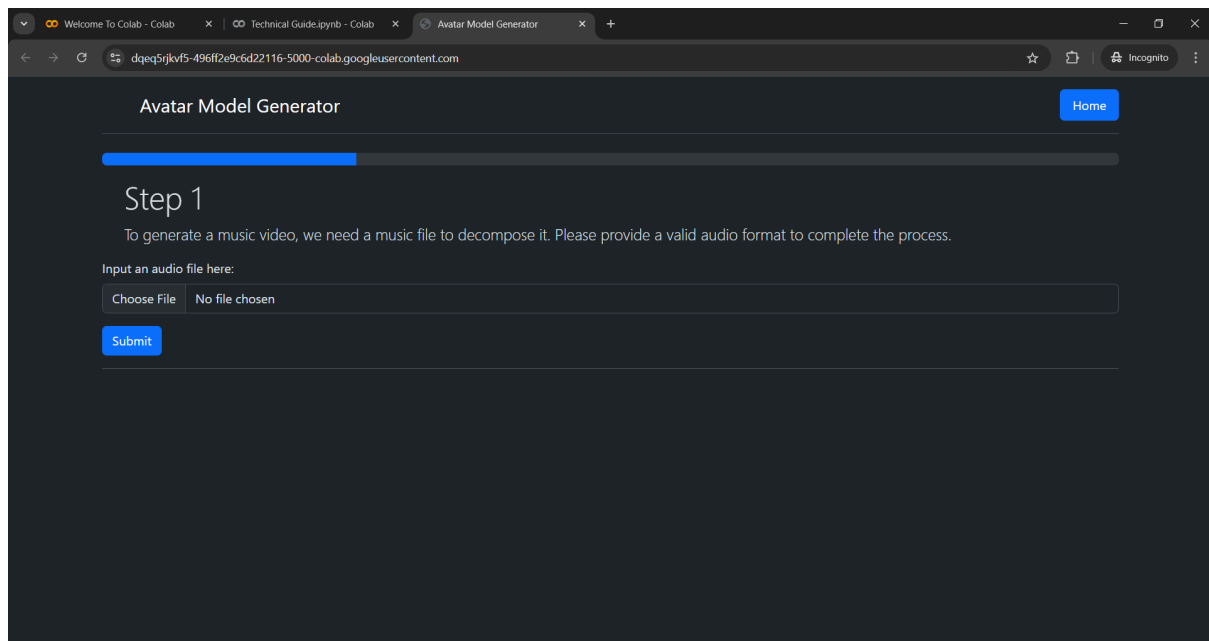 Welcome To Colab - Colab
Technical Guide.ipynb - Colab
Avatar Model Generator
dqeq5rjkvf5-496ff2e9c6d22116-5000-colab.googleusercontent.com
Incognito
Avatar Model Generator
Home
Step 1
To generate a music video, we need a music file to decompose it. Please provide a valid audio format to complete the process.
Input an audio file here:
Choose File No file chosen
Submit